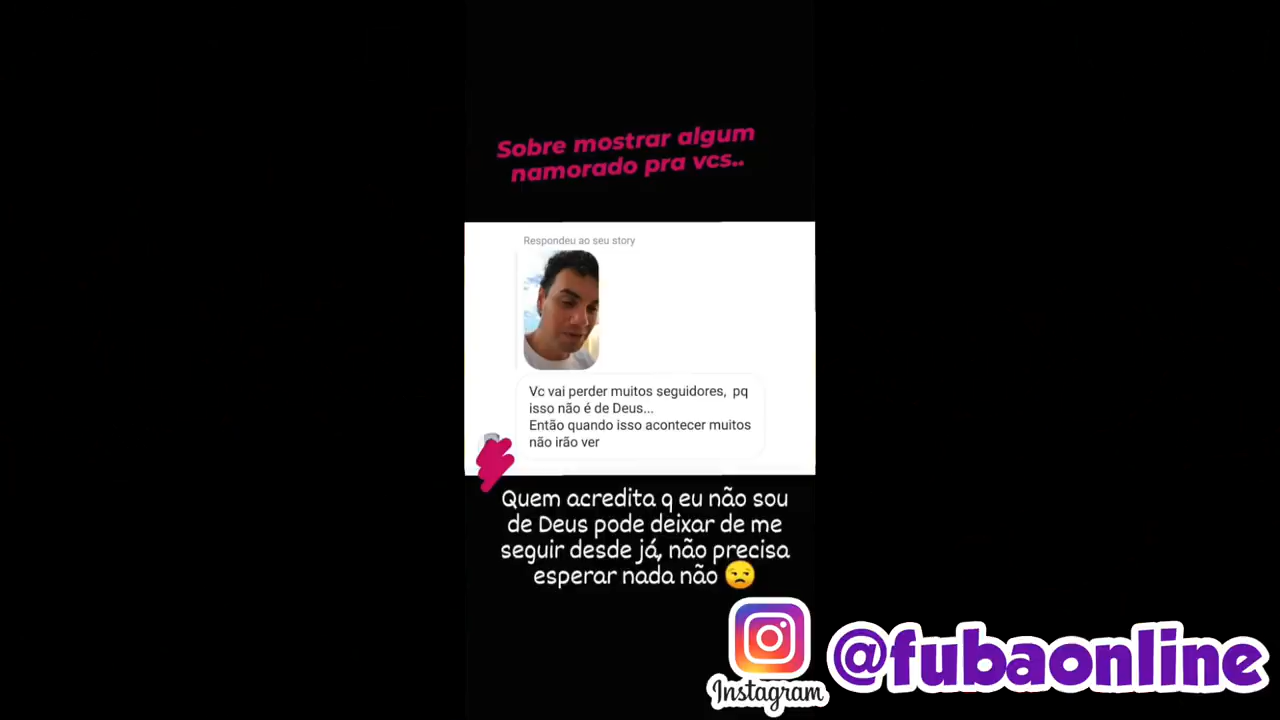 Sobre mostrar algum
namorado pra vcs..
Respondeu ao seu story
Vc vai perder muitos seguidores, pq
isso não é de Deus...
Então quando isso acontecer muitos
não irão ver
Quem acredita q eu não sou
de Deus pode deixar de me
seguir desde já, não precisa
esperar nada não 😒
Instagram
@fubaonline